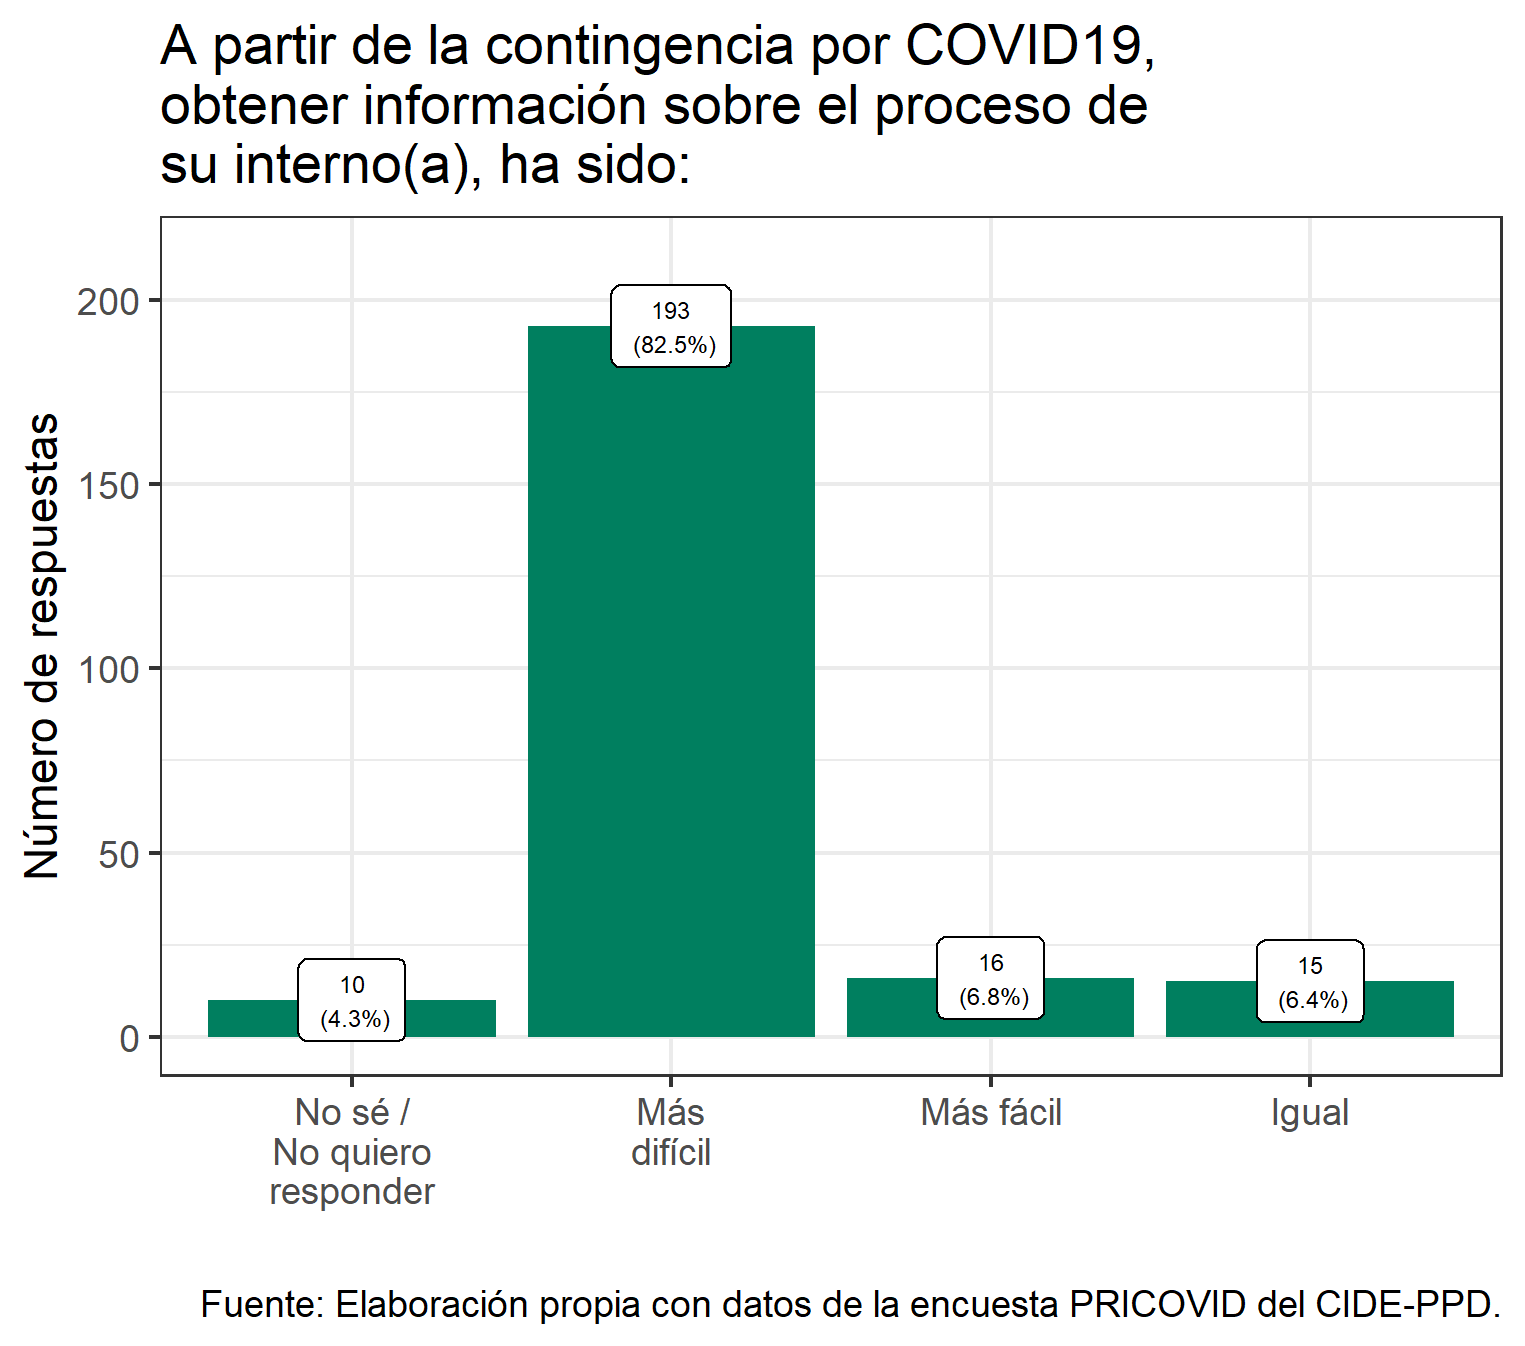 A partir de la contingencia por COVID19,
obtener información sobre el proceso de
su interno(a), ha sido:
Número de respuestas
200
150
100
50
0
193
(82.5%)
10
(4.3%)
16
(6.8%)
15
(6.4%)
No sé /
No quiero
responder
Más
difícil
Más fácil
Igual
Fuente: Elaboración propia con datos de la encuesta PRICOVID del CIDE-PPD.